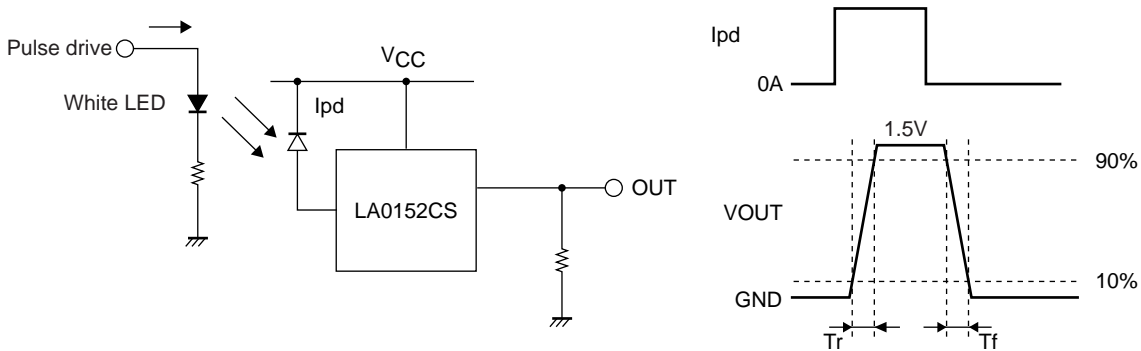 Pulse drive
White LED
VCC
Ipd
LA0152CS
OUT
Ipd
0A
1.5V
90%
VOUT
10%
GND
Tr
Tf